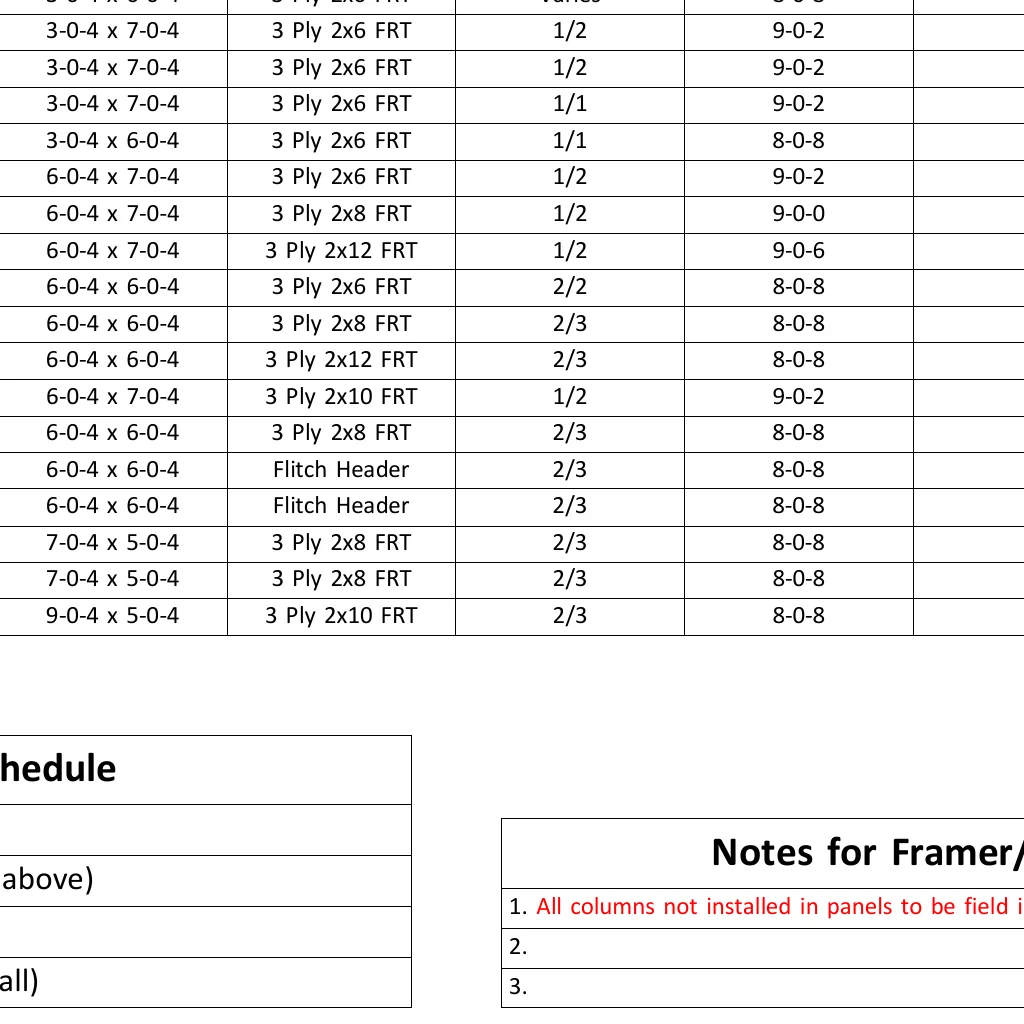 3-0-4 x 7-0-4 3 Ply 2x6 FRT 1/2 9-0-2
3-0-4 x 7-0-4 3 Ply 2x6 FRT 1/2 9-0-2
3-0-4 x 7-0-4 3 Ply 2x6 FRT 1/1 9-0-2
3-0-4 x 6-0-4 3 Ply 2x6 FRT 1/1 8-0-8
6-0-4 x 7-0-4 3 Ply 2x6 FRT 1/2 9-0-2
6-0-4 x 7-0-4 3 Ply 2x8 FRT 1/2 9-0-0
6-0-4 x 7-0-4 3 Ply 2x12 FRT 1/2 9-0-6
6-0-4 x 6-0-4 3 Ply 2x6 FRT 2/2 8-0-8
6-0-4 x 6-0-4 3 Ply 2x8 FRT 2/3 8-0-8
6-0-4 x 6-0-4 3 Ply 2x12 FRT 2/3 8-0-8
6-0-4 x 7-0-4 3 Ply 2x10 FRT 1/2 9-0-2
6-0-4 x 6-0-4 3 Ply 2x8 FRT 2/3 8-0-8
6-0-4 x 6-0-4 Flitch Header 2/3 8-0-8
6-0-4 x 6-0-4 Flitch Header 2/3 8-0-8
7-0-4 x 5-0-4 3 Ply 2x8 FRT 2/3 8-0-8
7-0-4 x 5-0-4 3 Ply 2x8 FRT 2/3 8-0-8
9-0-4 x 5-0-4 3 Ply 2x10 FRT 2/3 8-0-8
hedule
above)
all)
Notes for Framer/
1. All columns not installed in panels to be field i
2.
3.